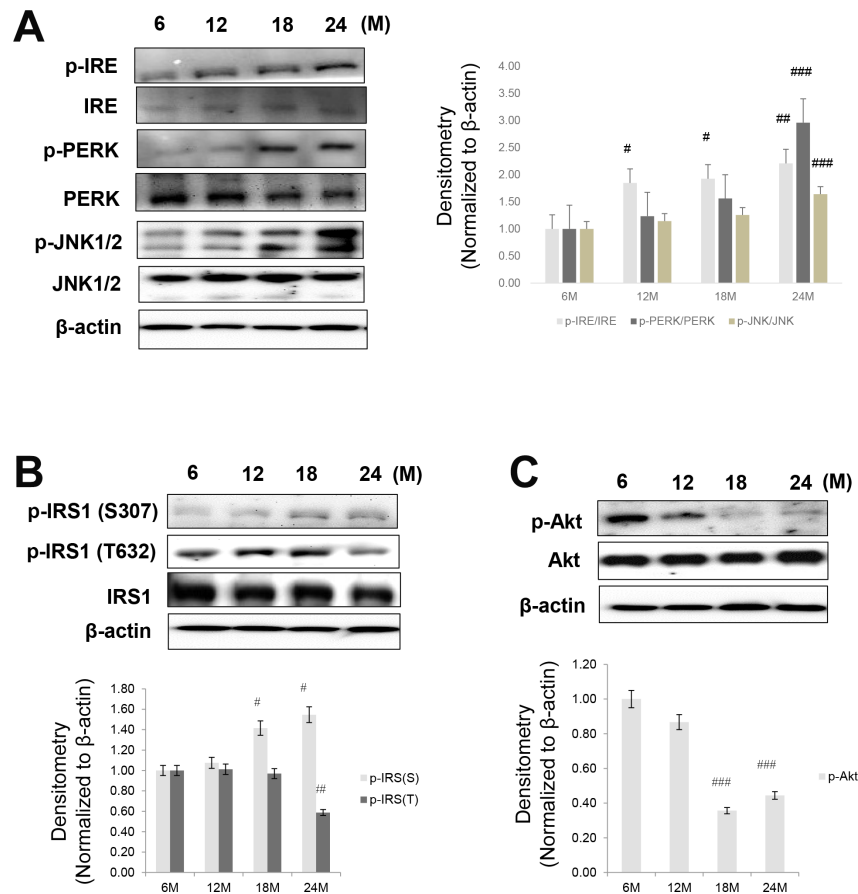 A
6 12 18 24 (M)
p-IRE
IRE
p-PERK
PERK
p-JNK1/2
JNK1/2
β-actin
Densitometry
(Normalized to β-actin)
4.00
3.50
3.00
2.50
2.00
1.50
1.00
0.50
0.00
#
#
##
###
###
6M 12M 18M 24M
p-IRE/IRE p-PERK/PERK p-JNK/JNK
B
6 12 18 24 (M)
p-IRS1 (S307)
p-IRS1 (T632)
IRS1
β-actin
Densitometry
(Normalized to β-actin)
1.80
1.60
1.40
1.20
1.00
0.80
0.60
0.40
0.20
0.00
#
#
##
6M 12M 18M 24M
p-IRS(S)
p-IRS(T)
C
6 12 18 24 (M)
p-Akt
Akt
β-actin
Densitometry
(Normalized to β-actin)
1.20
1.00
0.80
0.60
0.40
0.20
0.00
###
###
6M 12M 18M 24M
p-Akt